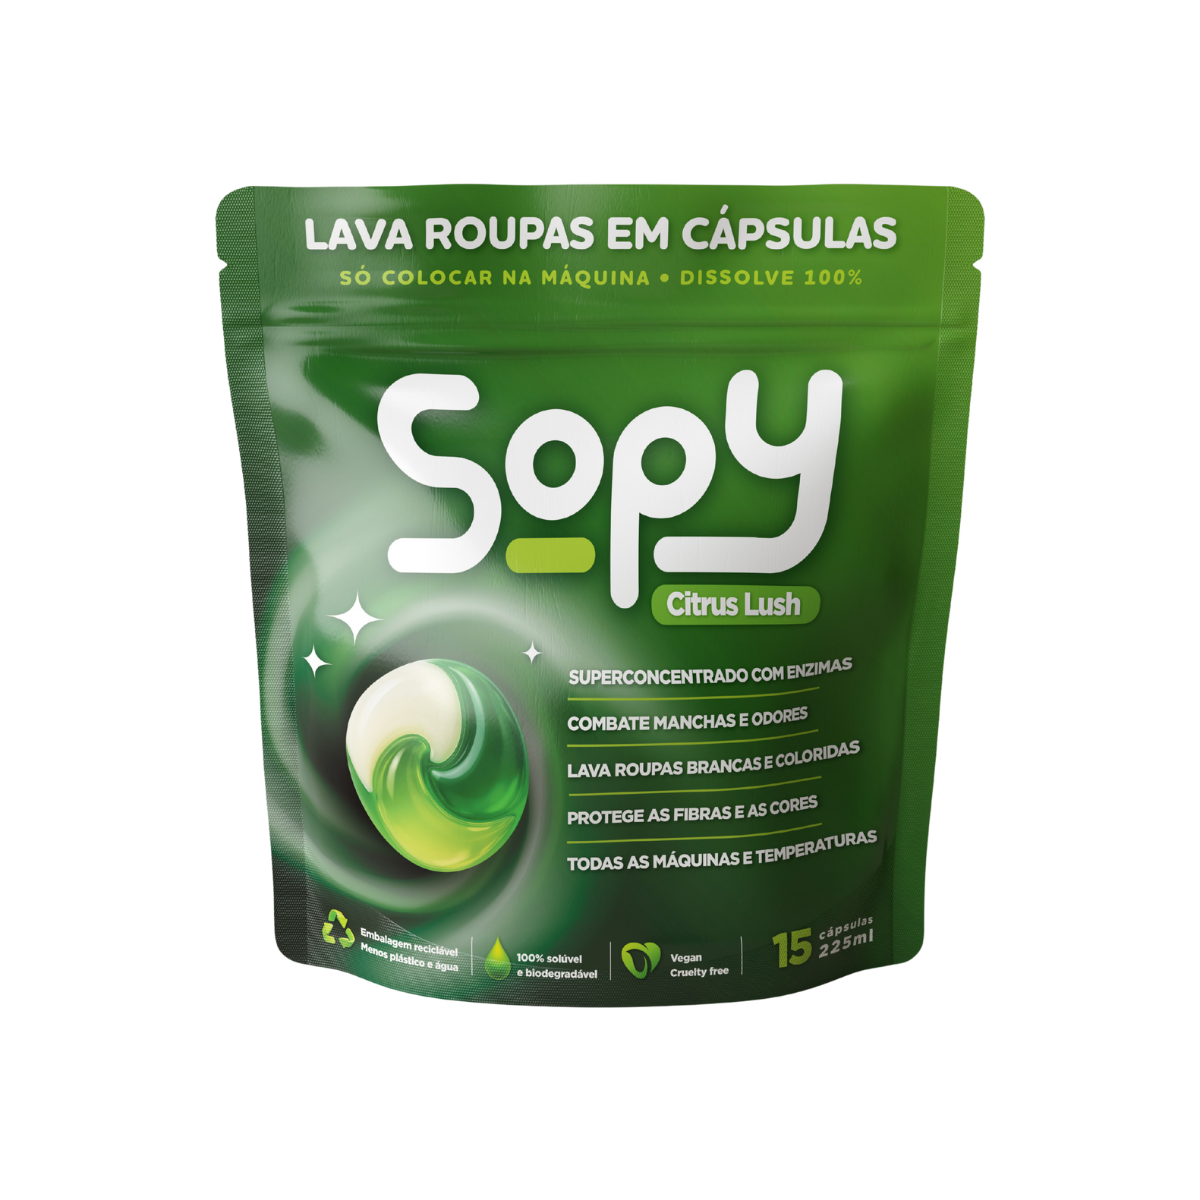 LAVA ROUPAS EM CÁPSULAS
SÓ COLOCAR NA MÁQUINA • DISSOLVE 100%
Sopy
Citrus Lush
SUPERCONCENTRADO COM ENZIMAS
COMBATE MANCHAS E ODORES
LAVA ROUPAS BRANCAS E COLORIDAS
PROTEGE AS FIBRAS E AS CORES
TODAS AS MÁQUINAS E TEMPERATURAS
Embalagem reciclável
Menos plástico e água
100% solúvel
e biodegradável
Vegan
Cruelty free
15 cápsulas
225ml